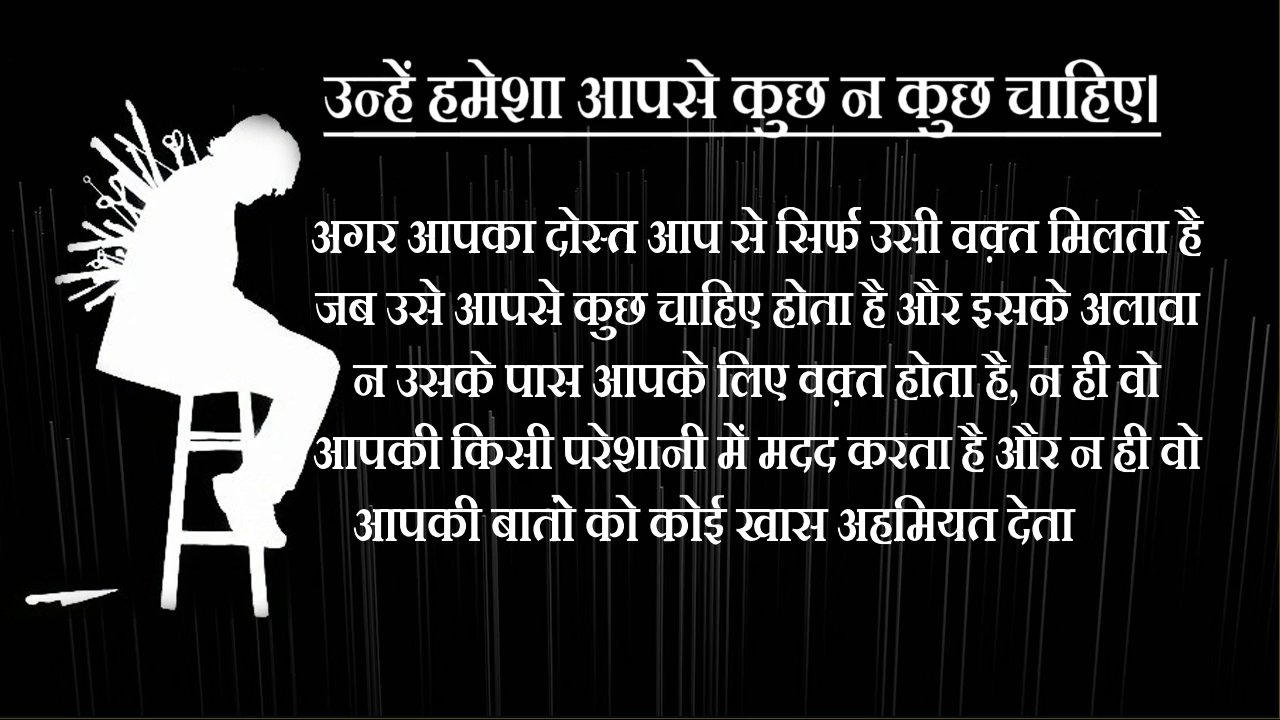 उन्हें हमेशा आपसे कुछ न कुछ चाहिए।
अगर आपका दोस्त आप से सिर्फ उसी वक़्त मिलता है
जब उसे आपसे कुछ चाहिए होता है और इसके अलावा
न उसके पास आपके लिए वक़्त होता है, न ही वो
आपकी किसी परेशानी में मदद करता है और न ही वो
आपकी बातो को कोई खास अहमियत देता